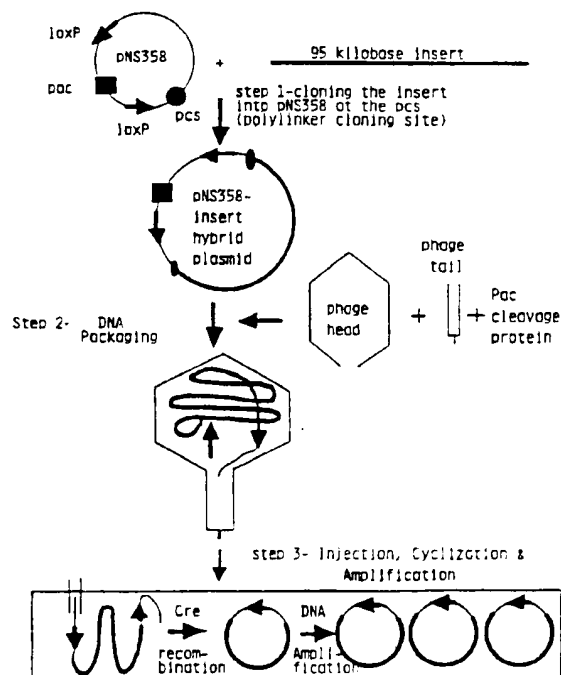 loxP
pNS358
+
95 kilobase insert
pac
loxP
pcs
step 1-cloning the insert
into pNS358 at the pcs
(polylinker cloning site)
pNS358-
insert
hybrid
plasmid
phage
tail
phage
head
+
+
Pac
cleavage
protein
Step 2- DNA
Packaging
step 3- Injection, Cyclization &
Amplification
Cre
recom-
bination
DNA
Ampli-
fication